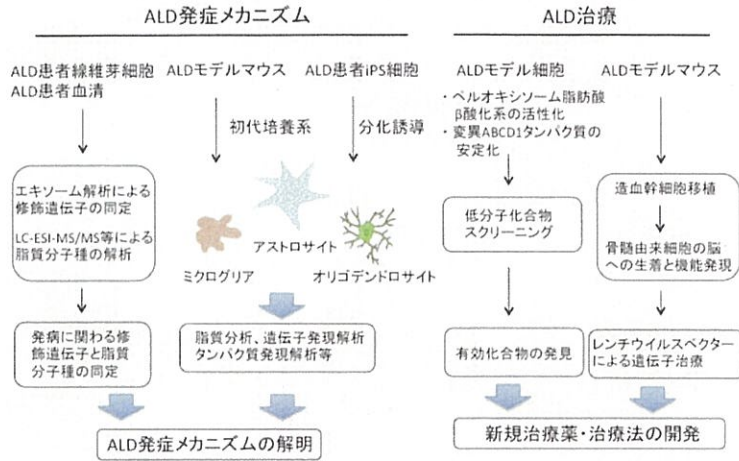 ALD発症メカニズム
ALD患者線維芽細胞
ALD患者血清
ALDモデルマウス
ALD患者iPS細胞
初代培養系
分化誘導
エキソーム解析による
修飾遺伝子の同定
LC-ESI-MS/MS等による
脂質分子種の解析
アストロサイト
ミクログリア
オリゴデンドロサイト
発病に関わる修
飾遺伝子と脂質
分子種の同定
脂質分析、遺伝子発現解析
タンパク質発現解析等
ALD発症メカニズムの解明
ALD治療
ALDモデル細胞
ALDモデルマウス
・ペルオキシソーム脂肪酸
β酸化系の活性化
・変異ABCD1タンパク質の
安定化
低分子化合物
スクリーニング
造血幹細胞移植
骨髄由来細胞の脳
への生着と機能発現
有効化合物の発見
レンチウイルスベクター
による遺伝子治療
新規治療薬・治療法の開発